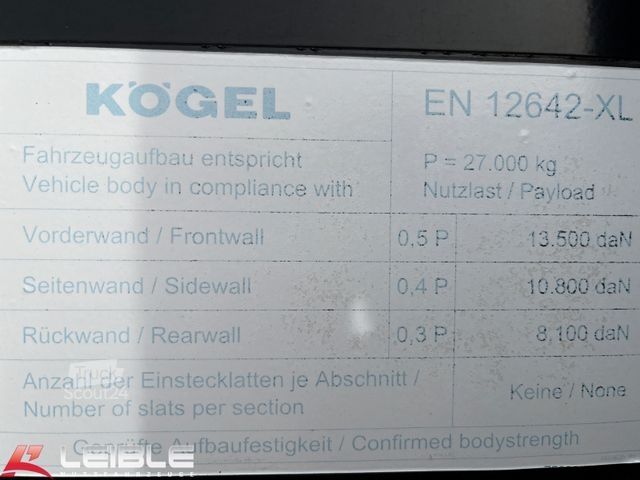 KÖGEL
EN 12642-XL
Fahrzeugaufbau entspricht
Vehicle body in compliance with
P = 27.000 kg
Nutzlast / Payload
Vorderwand / Frontwall 0,5 P 13.500 daN
Seitenwand / Sidewall 0,4 P 10.800 daN
Rückwand / Rearwall 0,3 P 8.100 daN
Anzahl der Einstecklatten je Abschnitt /
Number of slats per section
Keine / None
Geprüfte Aufbaufestigkeit / Confirmed bodystrength
Truck
Scout24
LEIBLE
NUTZFAHRZEUGE